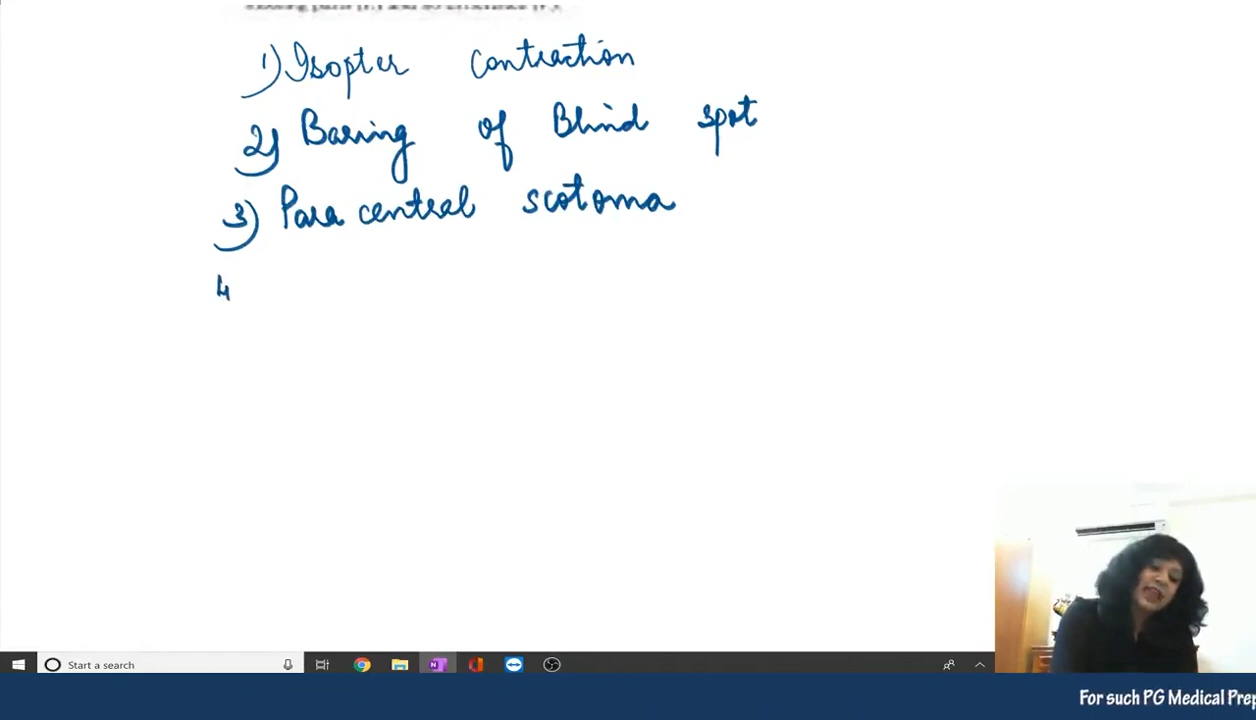 1) Isopter contraction
2) Baring of Blind spot
3) Para central scotoma
4
Start a search
For such PG Medical Prep